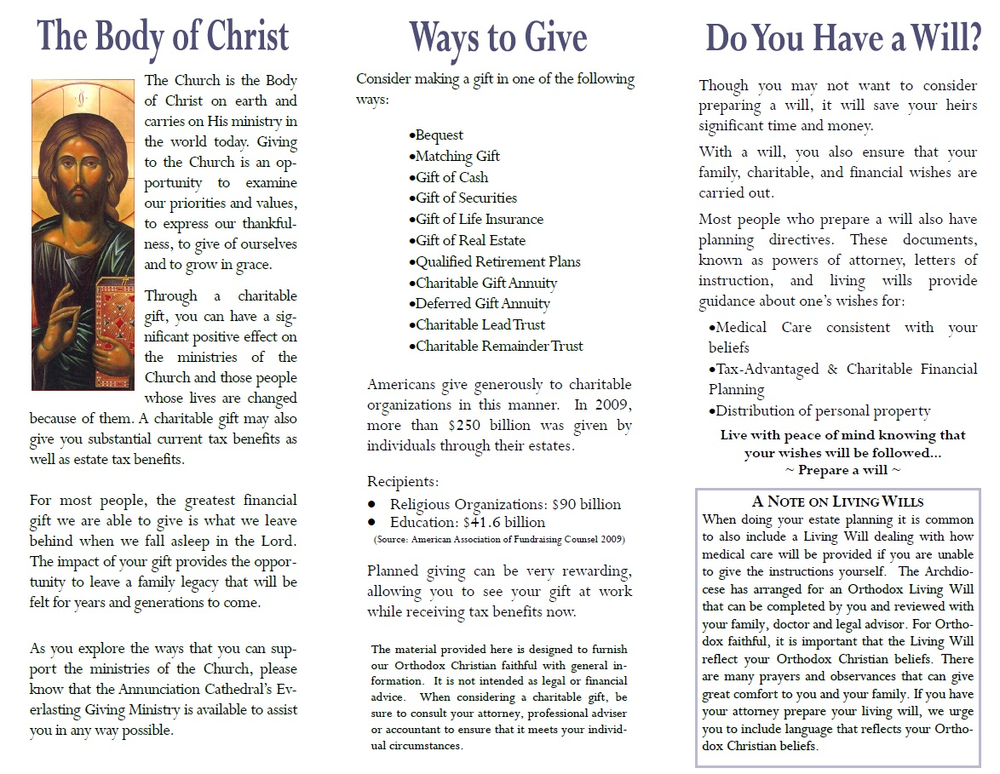 The Body of Christ
The Church is the Body
of Christ on earth and
carries on His ministry in
the world today. Giving
to the Church is an op-
portunity to examine
our priorities and values,
to express our thankful-
ness, to give of ourselves
and to grow in grace.
Through a charitable
gift, you can have a sig-
nificant positive effect on
the ministries of the
Church and those people
whose lives are changed
because of them. A charitable gift may also
give you substantial current tax benefits as
well as estate tax benefits.
For most people, the greatest financial
gift we are able to give is what we leave
behind when we fall asleep in the Lord.
The impact of your gift provides the oppor-
tunity to leave a family legacy that will be
felt for years and generations to come.
As you explore the ways that you can sup-
port the ministries of the Church, please
know that the Annunciation Cathedral's Ev-
erlasting Giving Ministry is available to assist
you in any way possible.
Ways to Give
Consider making a gift in one of the following
ways:
•Bequest
•Matching Gift
•Gift of Cash
•Gift of Securities
•Gift of Life Insurance
•Gift of Real Estate
•Qualified Retirement Plans
•Charitable Gift Annuity
•Deferred Gift Annuity
•Charitable Lead Trust
•Charitable Remainder Trust
Americans give generously to charitable
organizations in this manner. In 2009,
more than $250 billion was given by
individuals through their estates.
Recipients:
• Religious Organizations: $90 billion
• Education: $41.6 billion
(Source: American Association of Fundraising Counsel 2009)
Planned giving can be very rewarding,
allowing you to see your gift at work
while receiving tax benefits now.
The material provided here is designed to furnish
our Orthodox Christian faithful with general in-
formation. It is not intended as legal or financial
advice. When considering a charitable gift, be
sure to consult your attorney, professional adviser
or accountant to ensure that it meets your individ-
ual circumstances.
Do You Have a Will?
Though you may not want to consider
preparing a will, it will save your heirs
significant time and money.
With a will, you also ensure that your
family, charitable, and financial wishes are
carried out.
Most people who prepare a will also have
planning directives. These documents,
known as powers of attorney, letters of
instruction, and living wills provide
guidance about one's wishes for:
•Medical Care consistent with your
beliefs
•Tax-Advantaged & Charitable Financial
Planning
•Distribution of personal property
Live with peace of mind knowing that
your wishes will be followed...
~ Prepare a will ~
A NOTE ON LIVING WILLS
When doing your estate planning it is common
to also include a Living Will dealing with how
medical care will be provided if you are unable
to give the instructions yourself. The Archdio-
cese has arranged for an Orthodox Living Will
that can be completed by you and reviewed with
your family, doctor and legal advisor. For Ortho-
dox faithful, it is important that the Living Will
reflect your Orthodox Christian beliefs. There
are many prayers and observances that can give
great comfort to you and your family. If you have
your attorney prepare your living will, we urge
you to include language that reflects your Ortho-
dox Christian beliefs.